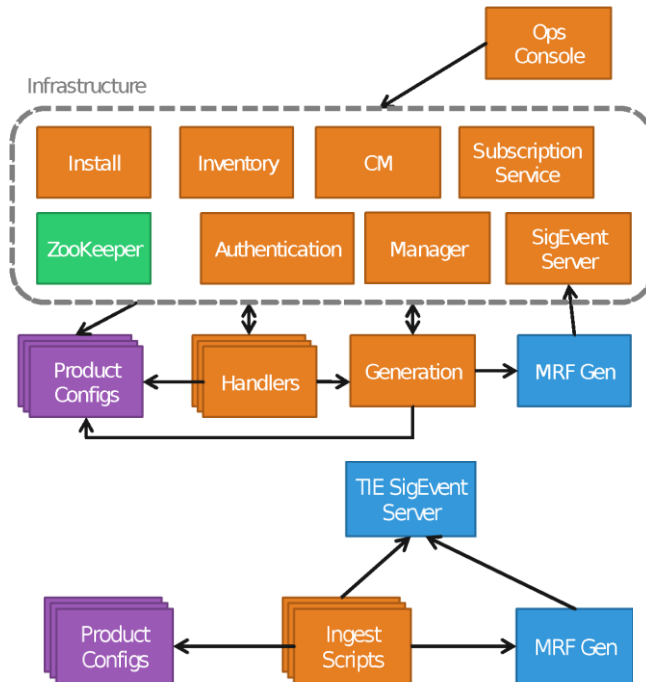 Ops
Console
Infrastructure
Install
Inventory
CM
Subscription
Service
ZooKeeper
Authentication
Manager
SigEvent
Server
Product
Configs
Handlers
Generation
MRF Gen
TIE SigEvent
Server
Product
Configs
Ingest
Scripts
MRF Gen